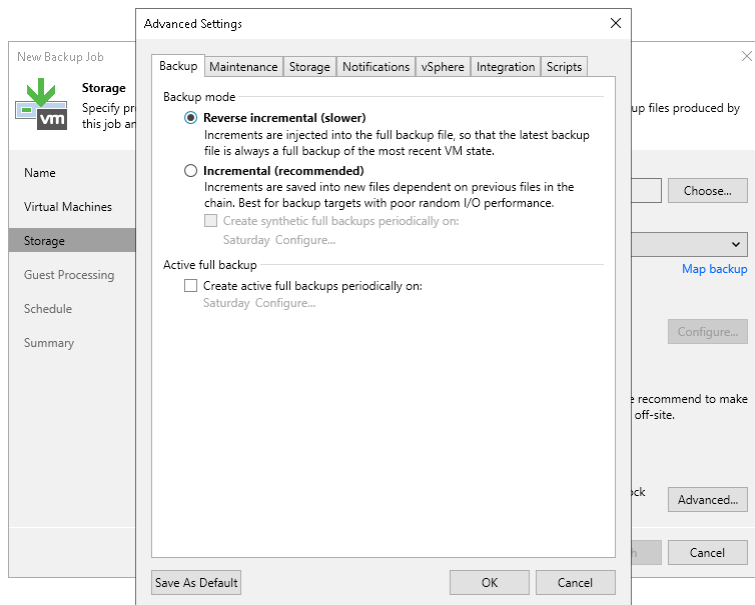 Advanced Settings
New Backup Job
Storage
Specify
this job
up files produced by
vm
Name
Virtual Machines
Storage
Guest Processing
Schedule
Summary
Backup
Maintenance
Storage
Notifications
vSphere
Integration
Scripts
Backup mode
Reverse incremental (slower)
Increments are injected into the full backup file, so that the latest backup
file is always a full backup of the most recent VM state.
Incremental (recommended)
Increments are saved into new files dependent on previous files in the
chain. Best for backup targets with poor random I/O performance.
Create synthetic full backups periodically on:
Saturday Configure...
Active full backup
Create active full backups periodically on:
Saturday Configure...
Choose...
Map backup
Configure...
recommend to make
off-site.
Advanced...
Save As Default
OK
Cancel
Cancel